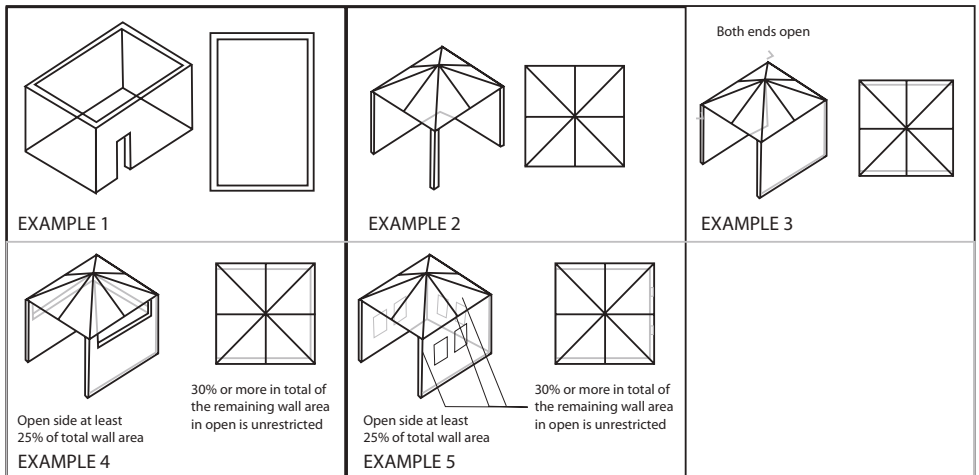 EXAMPLE 1
EXAMPLE 2
Both ends open
EXAMPLE 3
Open side at least
25% of total wall area
30% or more in total of
the remaining wall area
in open is unrestricted
EXAMPLE 4
Open side at least
25% of total wall area
30% or more in total of
the remaining wall area
in open is unrestricted
EXAMPLE 5